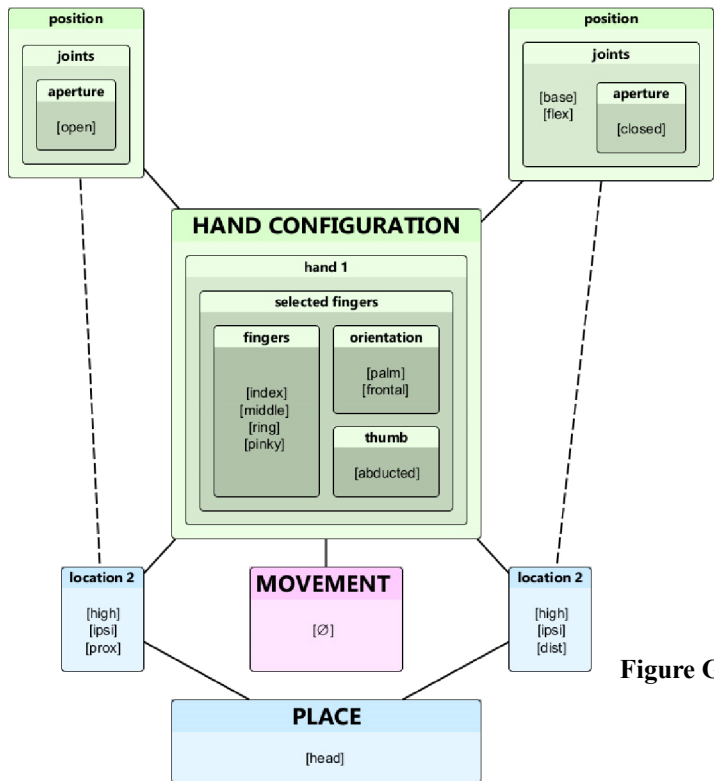 position
joints
aperture
[open]
position
joints
[base]
[flex]
aperture
[closed]
HAND CONFIGURATION
hand 1
selected fingers
fingers
[index]
[middle]
[ring]
[pinky]
orientation
[palm]
[frontal]
thumb
[abducted]
location 2
[high]
[ipsi]
[prox]
MOVEMENT
[∅]
location 2
[high]
[ipsi]
[dist]
Figure
PLACE
[head]